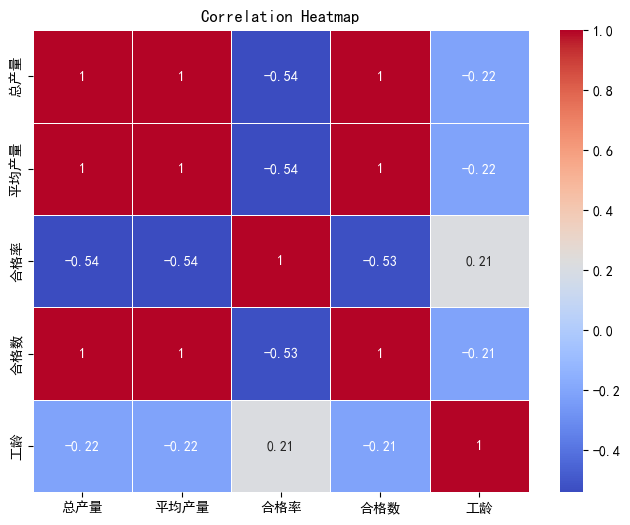 Correlation Heatmap
总产量 1 1 -0.54 1 -0.22
平均产量 1 1 -0.54 1 -0.22
合格率 -0.54 -0.54 1 -0.53 0.21
合格数 1 1 -0.53 1 -0.21
工龄 -0.22 -0.22 0.21 -0.21 1
总产量 平均产量 合格率 合格数 工龄
1.0
0.8
0.6
0.4
0.2
0.0
-0.2
-0.4